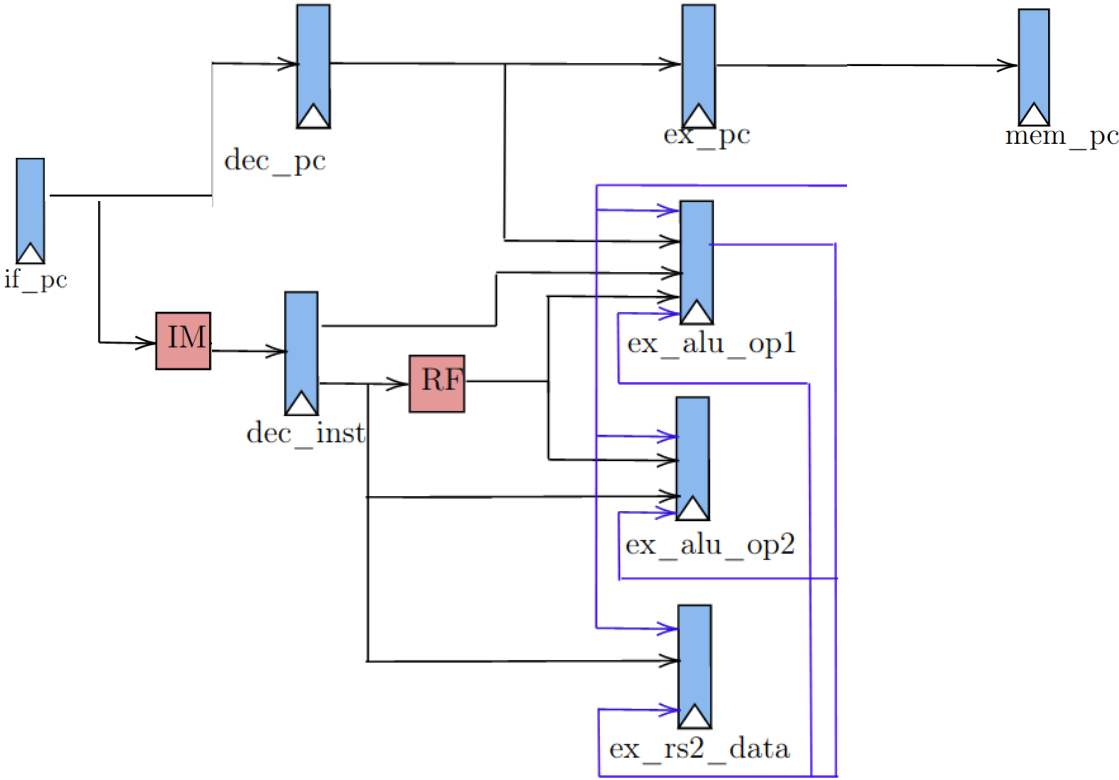 dec_pc
ex_pc
mem_pc
if_pc
IM
ex_alu_op1
RF
dec_inst
ex_alu_op2
ex_rs2_data